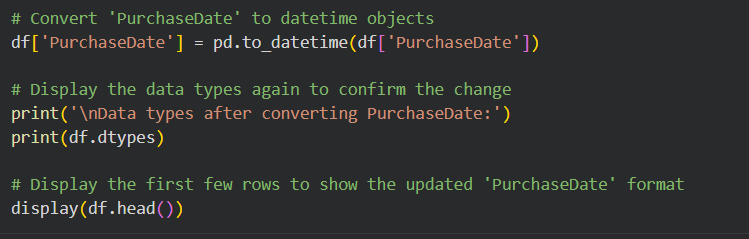 # Convert 'PurchaseDate' to datetime objects
df['PurchaseDate'] = pd.to_datetime(df['PurchaseDate'])
# Display the data types again to confirm the change
print('\nData types after converting PurchaseDate:')
print(df.dtypes)
# Display the first few rows to show the updated 'PurchaseDate' format
display(df.head())